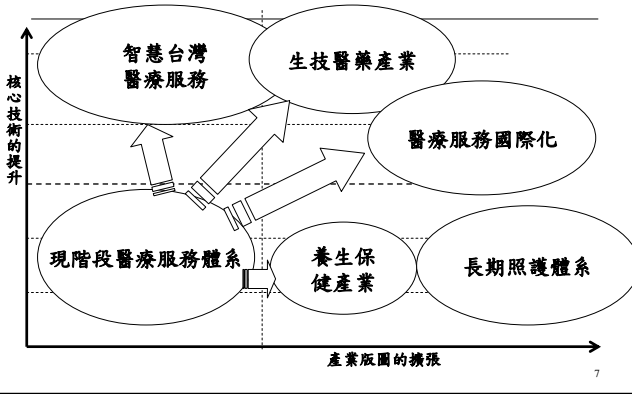 智慧台灣
醫療服務
生技醫藥產業
醫療服務國際化
核心技術的提升
現階段醫療服務體系
養生保
健產業
長期照護體系
產業版圖的擴張
7